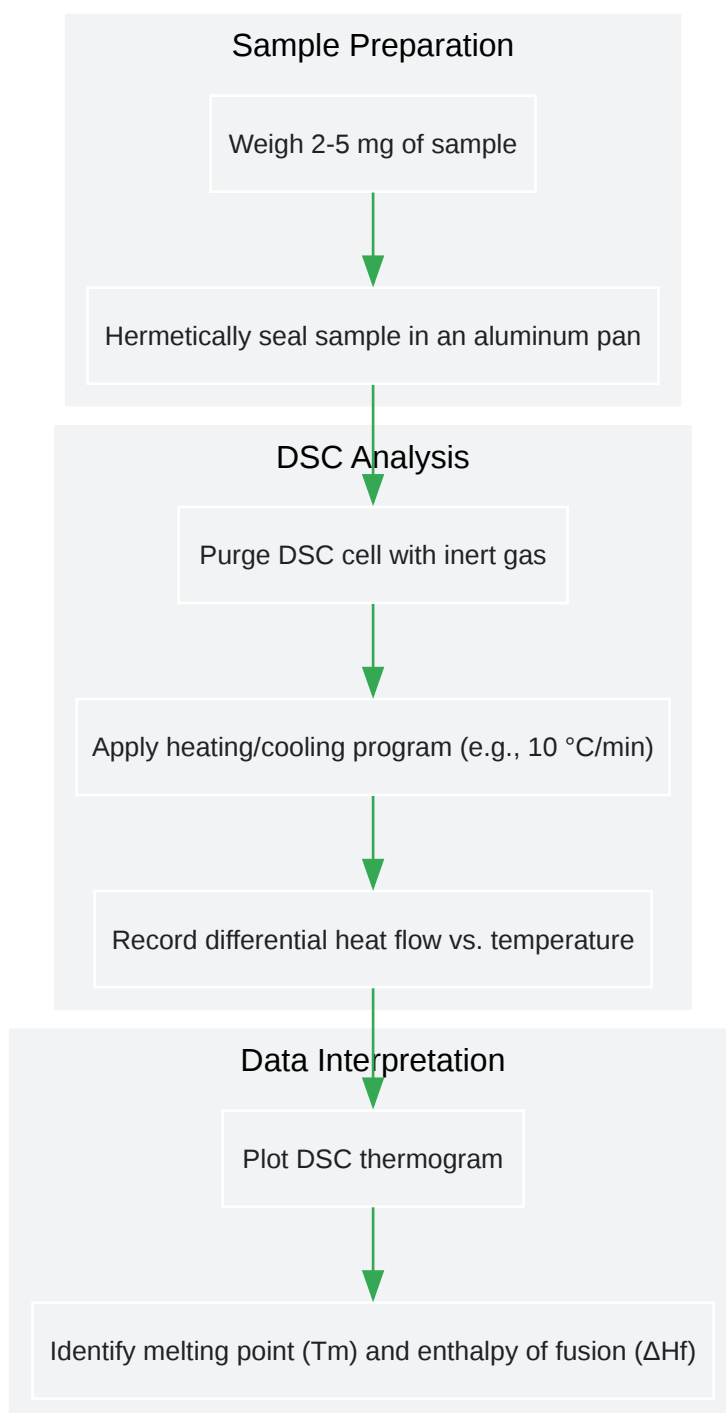 Sample Preparation
Weigh 2-5 mg of sample
Hermetically seal sample in an aluminum pan
DSC Analysis
Purge DSC cell with inert gas
Apply heating/cooling program (e.g., 10 °C/min)
Record differential heat flow vs. temperature
Data Interpretation
Plot DSC thermogram
Identify melting point (Tm) and enthalpy of fusion (ΔHf)